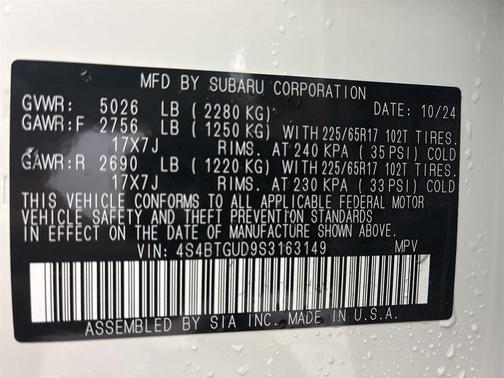 MFD BY SUBARU CORPORATION
GVWR: 5026 LB (2280 KG) DATE: 10/24
GAWR:F 2756 LB (1250 KG) WITH 225/65R17 102T TIRES,
17X7J RIMS, AT 240 KPA (35 PSI) COLD
GAWR:R 2690 LB (1220 KG) WITH 225/65R17 102T TIRES,
17X7J RIMS, AT 230 KPA (33 PSI) COLD
THIS VEHICLE CONFORMS TO ALL APPLICABLE FEDERAL MOTOR
VEHICLE SAFETY AND THEFT PREVENTION STANDARDS
IN EFFECT ON THE DATE OF MANUFACTURE SHOWN ABOVE.
VIN: 4S4BTGUD9S3163149 MPV
ASSEMBLED BY SIA INC. MADE IN U.S.A.